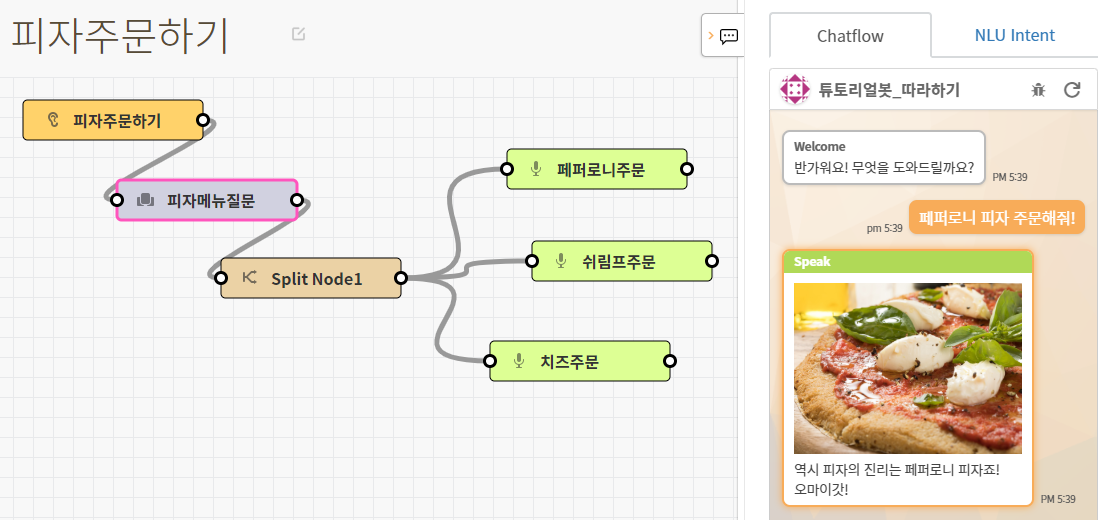 피자주문하기
피자주문하기
피자메뉴질문
Split Node1
페퍼로니주문
쉬림프주문
치즈주문
Chatflow
NLU Intent
튜토리얼봇_따라하기
Welcome
반가워요! 무엇을 도와드릴까요?
PM 5:39
pm 5:39
페퍼로니 피자 주문해줘!
Speak
역시 피자의 진리는 페퍼로니 피자죠!
오마이갓!
PM 5:39